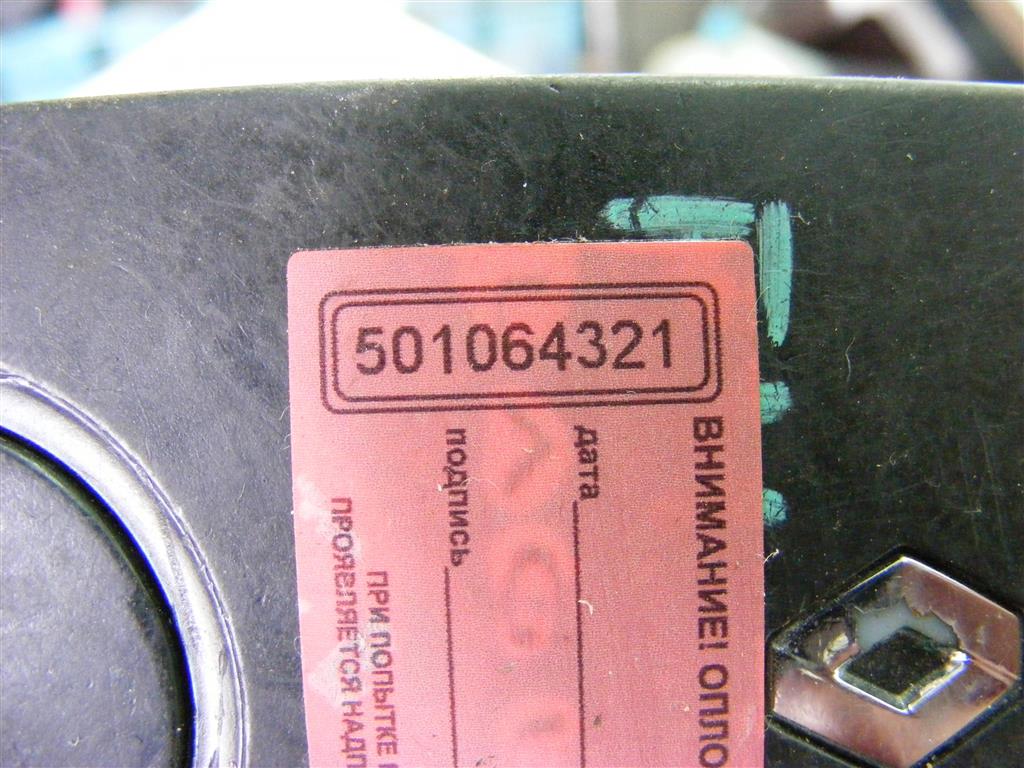 501064321
ВНИМАНИЕ! ОПЛО
дата
подпись
ПРИ ПОПЫТКЕ
ПРОЯВЛЯЕТСЯ НАДП